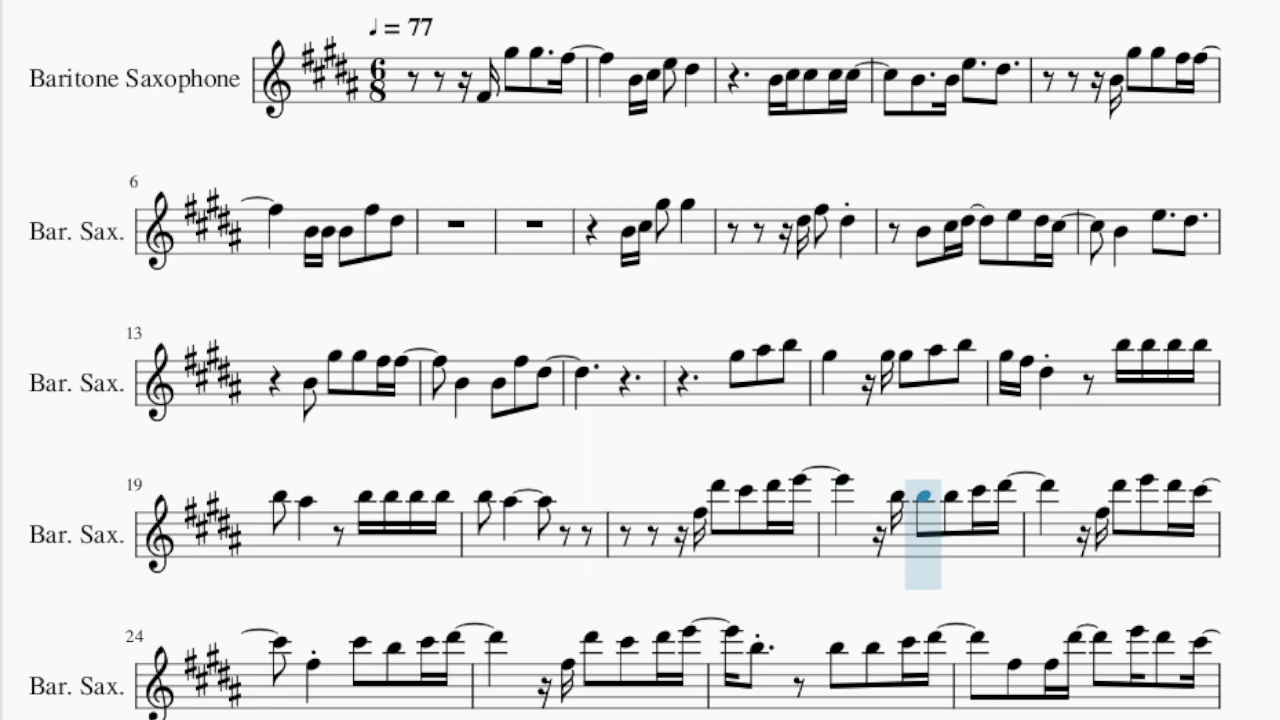 ♩ = 77
Baritone Saxophone
6
8
6
Bar. Sax.
13
Bar. Sax.
19
Bar. Sax.
24
Bar. Sax.